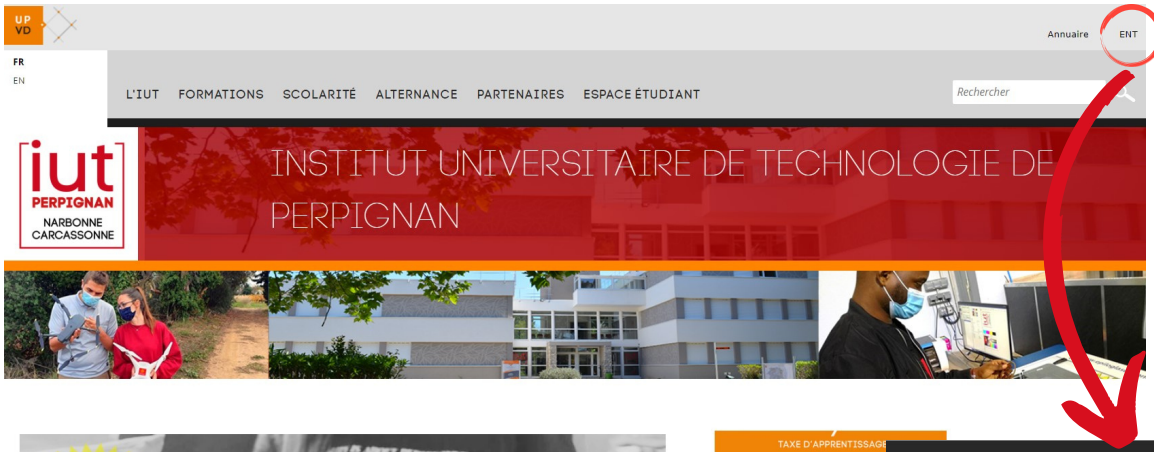 UP
VD
Annuaire
ENT
FR
EN
L'IUT FORMATIONS SCOLARITÉ ALTERNANCE PARTENAIRES ESPACE ÉTUDIANT
Rechercher
iut
PERPIGNAN
NARBONNE
CARCASSONNE
INSTITUT UNIVERSITAIRE DE TECHNOLOGIE DE
PERPIGNAN
TAXE D'APPRENTISSAGE